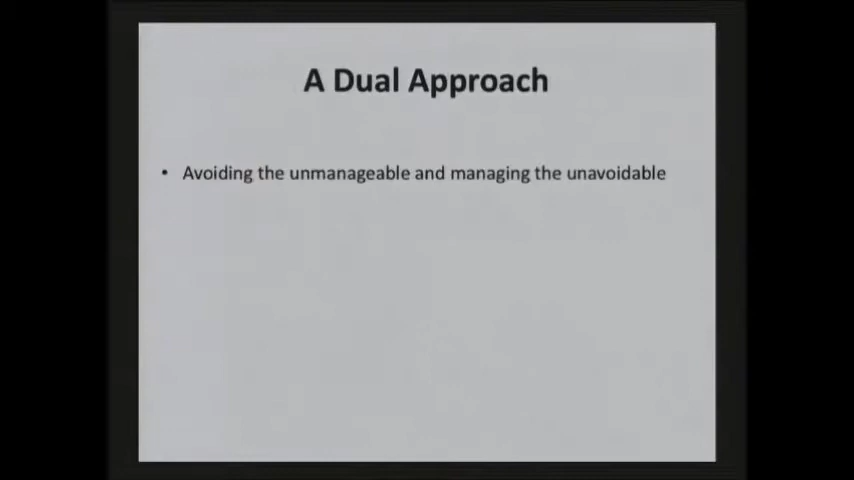 A Dual Approach
• Avoiding the unmanageable and managing the unavoidable